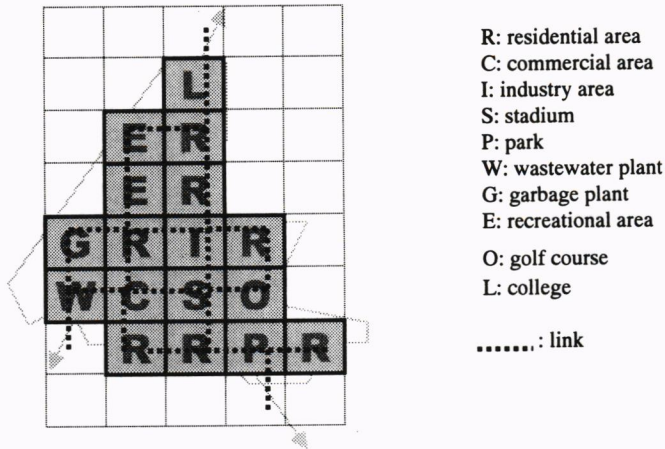 L
E R
E R
G R I R
W C S O
R R P R
R: residential area
C: commercial area
I: industry area
S: stadium
P: park
W: wastewater plant
G: garbage plant
E: recreational area
O: golf course
L: college
: link